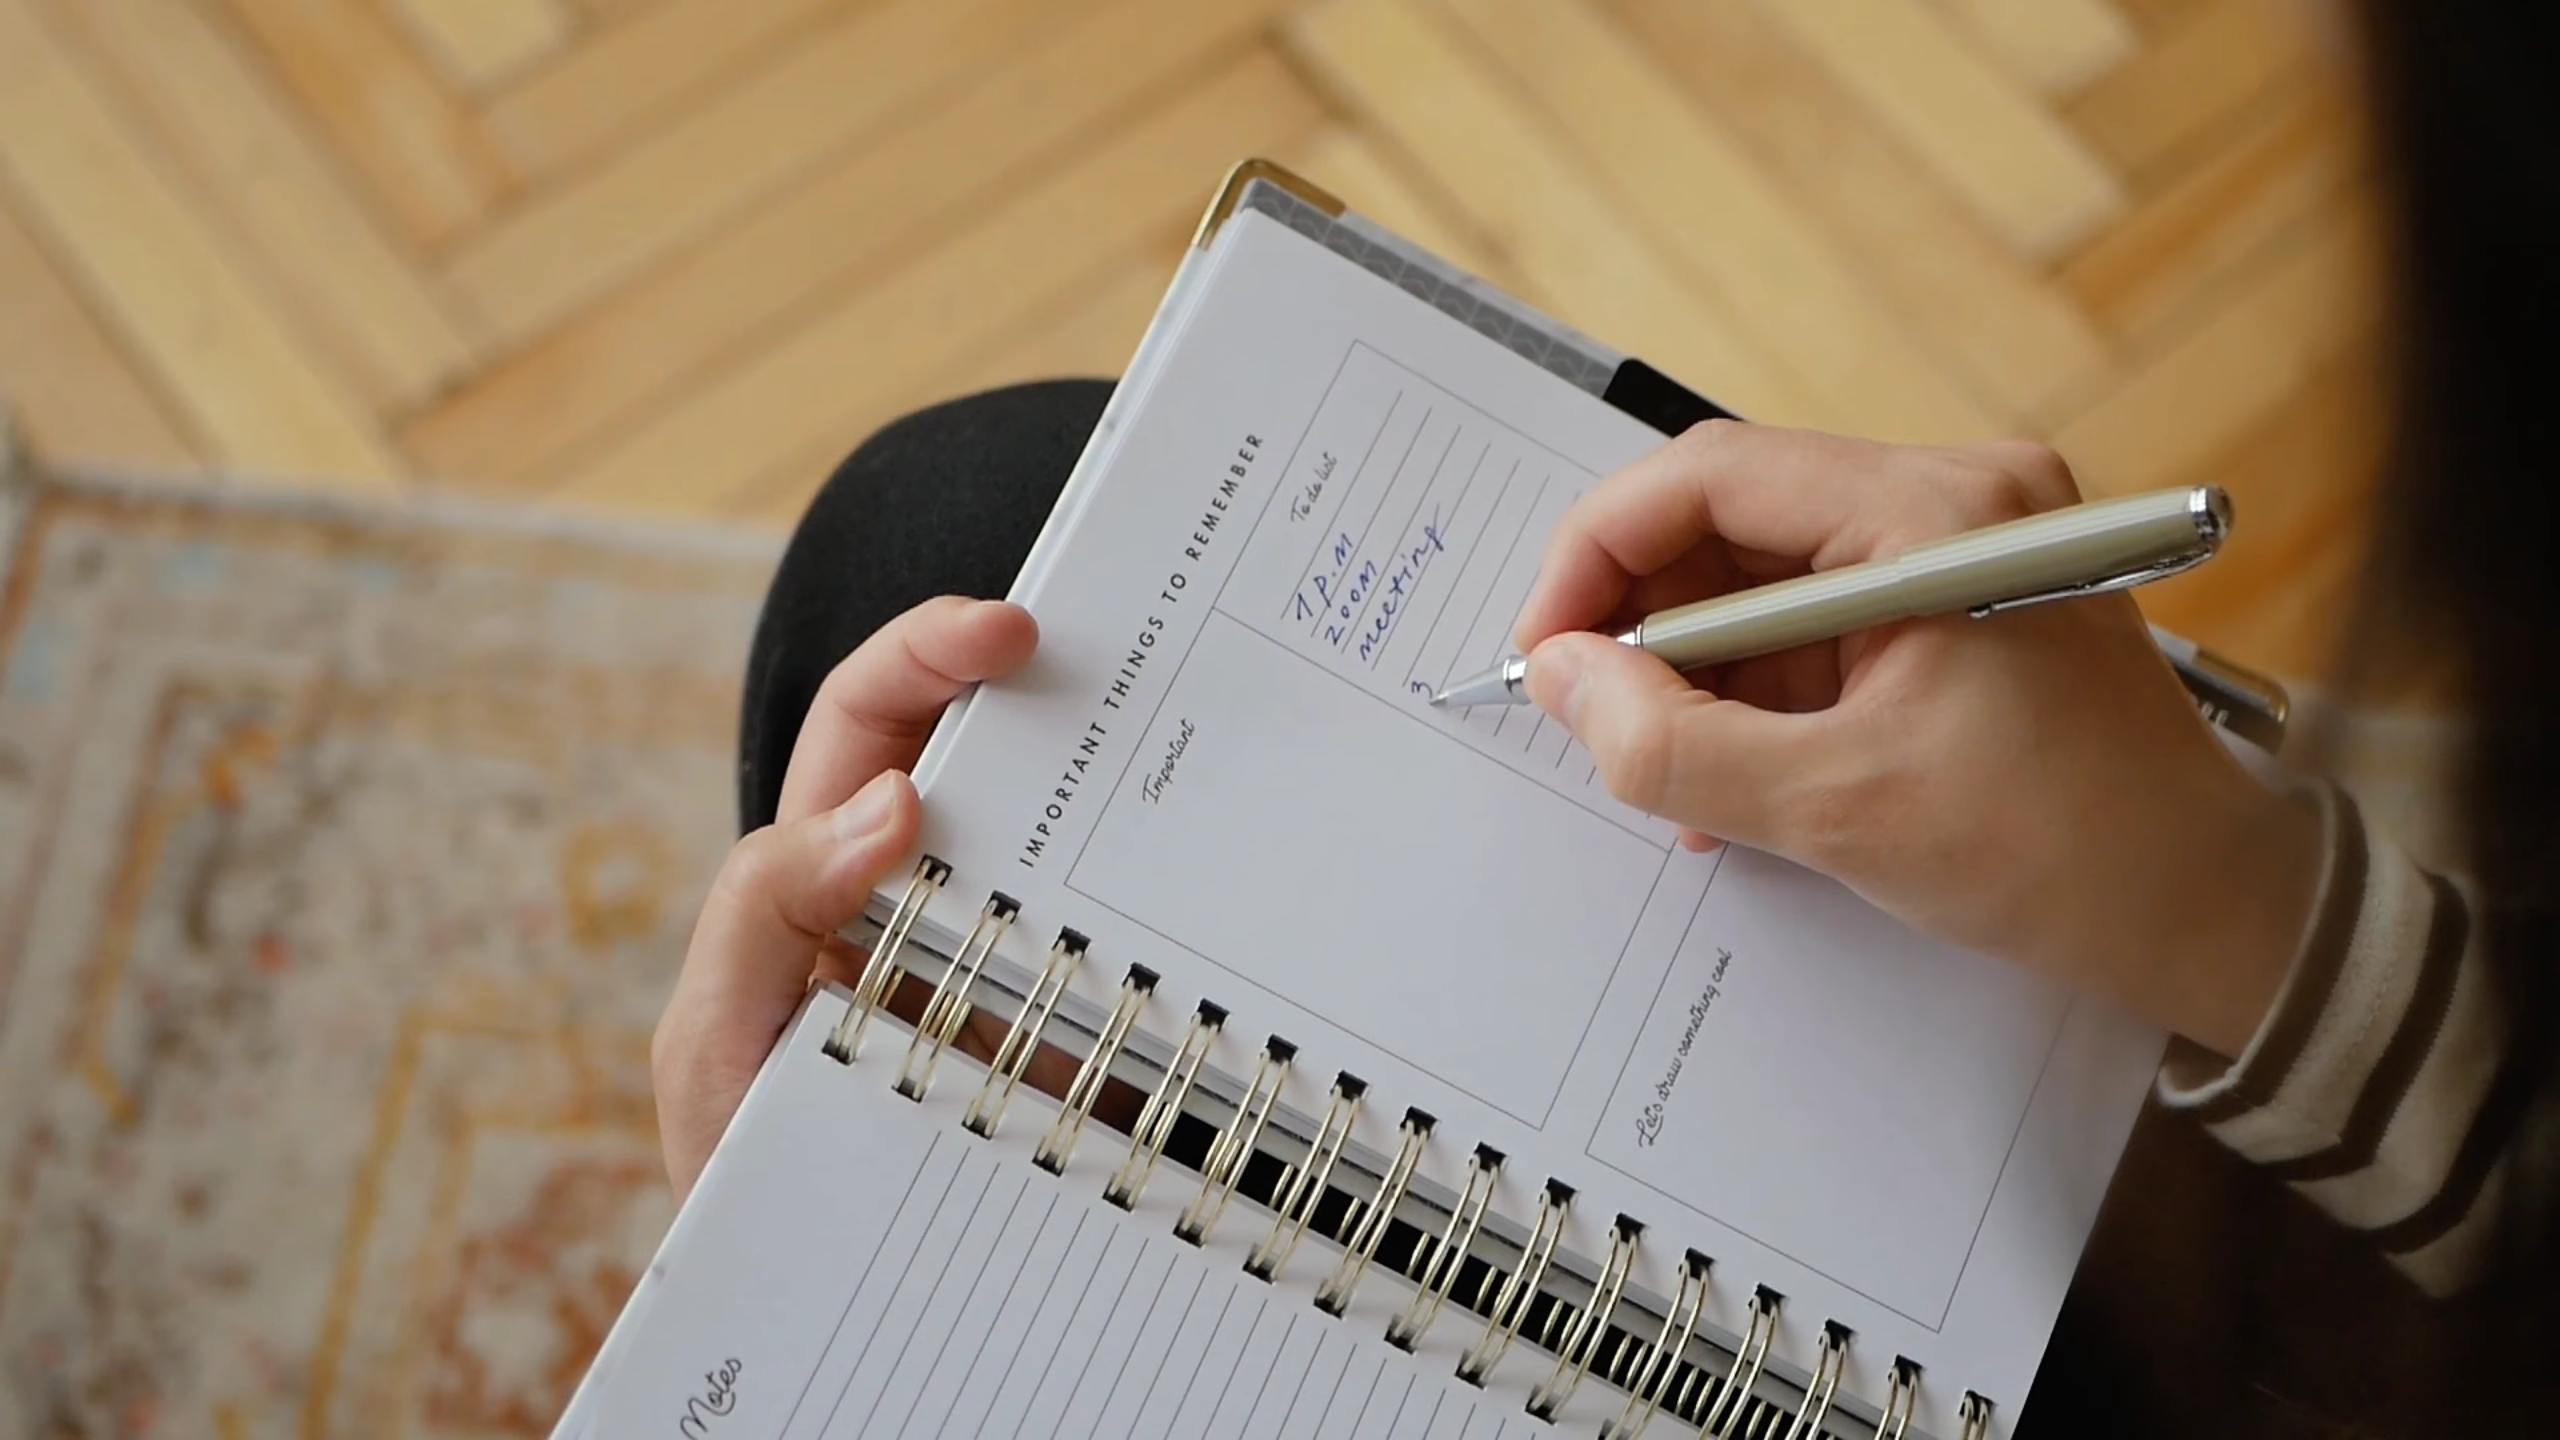 IMPORTANT THINGS TO REMEMBER
To do list
1 P.M
ZOOM
meeting
3
Important
Let's draw something cool
Notes